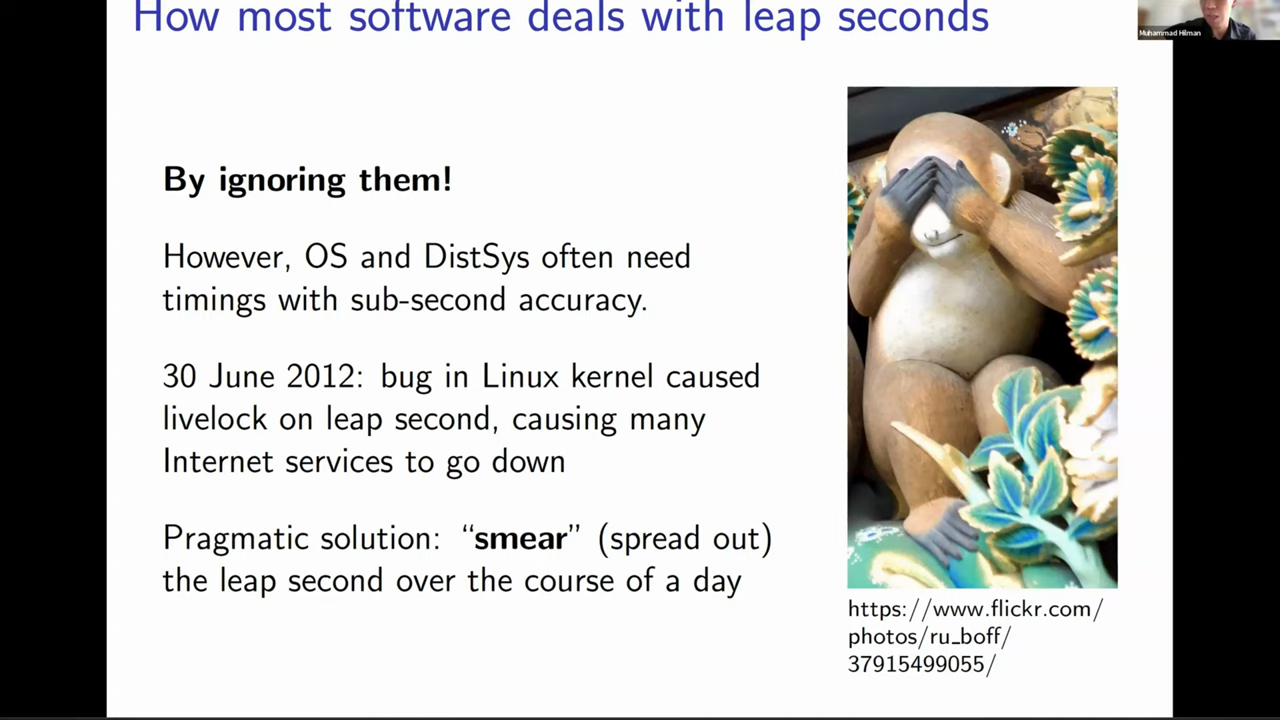 How most software deals with leap seconds
Muhammad Hilman
By ignoring them!
However, OS and DistSys often need
timings with sub-second accuracy.
30 June 2012: bug in Linux kernel caused
livelock on leap second, causing many
Internet services to go down
Pragmatic solution: “smear” (spread out)
the leap second over the course of a day
https://www.flickr.com/
photos/ru_boff/
37915499055/